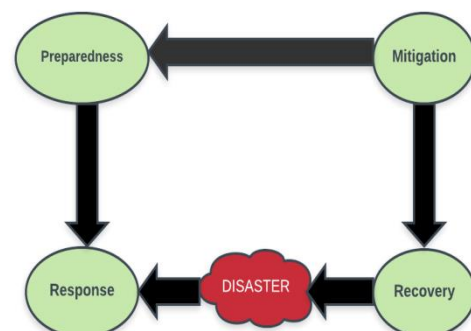 Preparedness
Mitigation
Response
DISASTER
Recovery